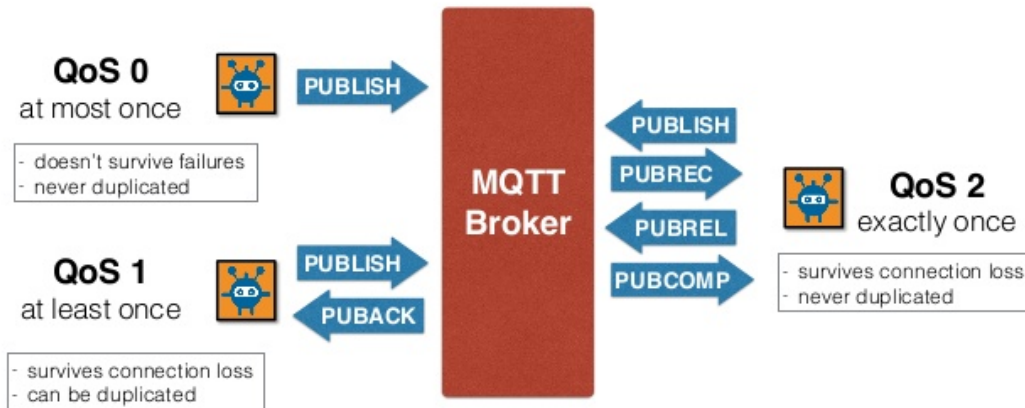 QoS 0
at most once
PUBLISH
- doesn't survive failures
- never duplicated
QoS 1
at least once
PUBLISH
PUBACK
- survives connection loss
- can be duplicated
MQTT
Broker
PUBLISH
PUBREC
PUBREL
PUBCOMP
QoS 2
exactly once
- survives connection loss
- never duplicated